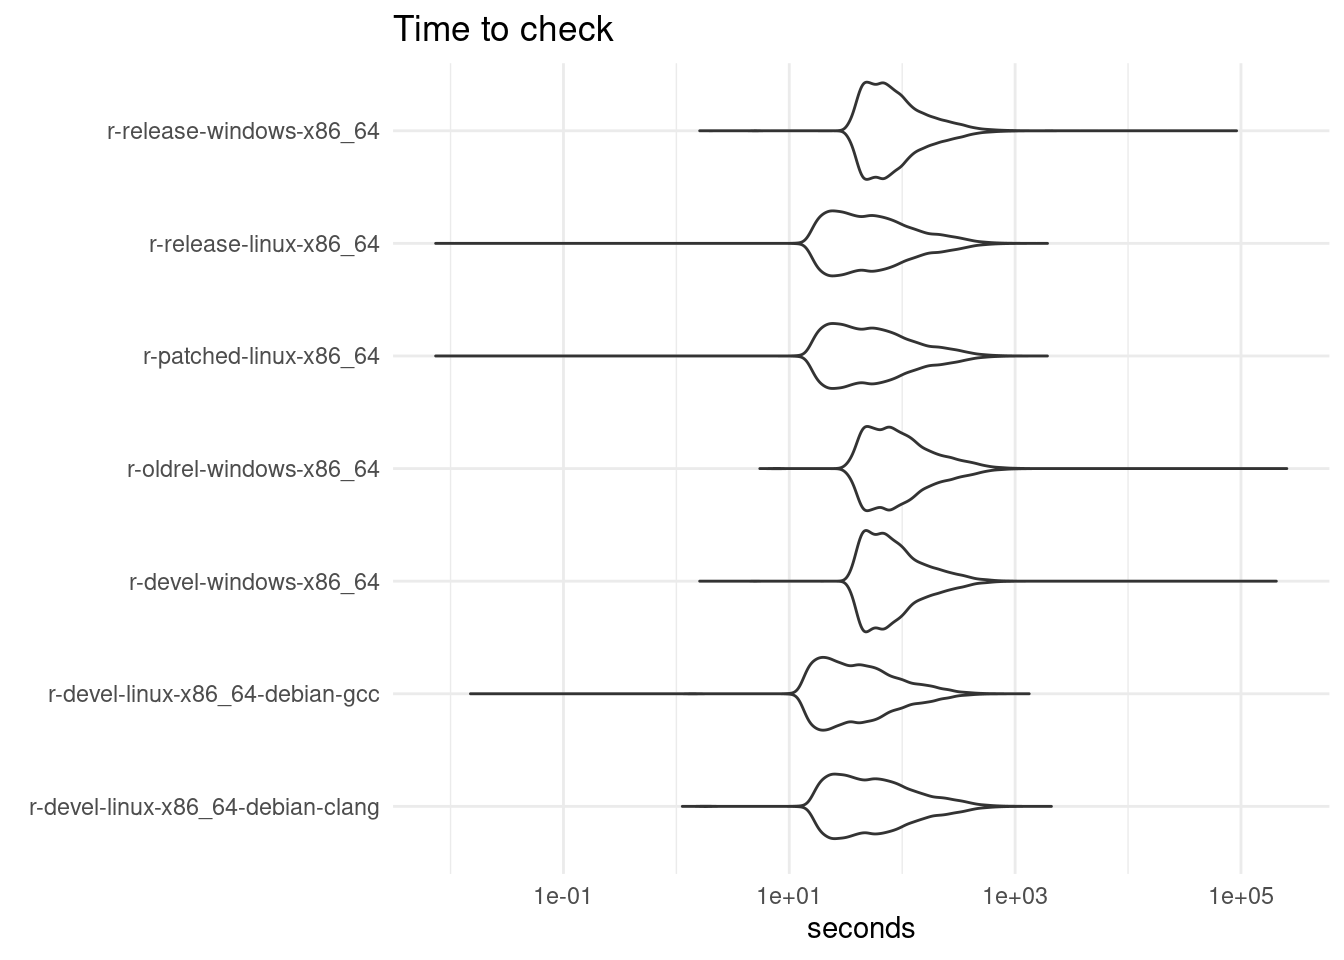 Time to check
r-release-windows-x86_64
r-release-linux-x86_64
r-patched-linux-x86_64
r-oldrel-windows-x86_64
r-devel-windows-x86_64
r-devel-linux-x86_64-debian-gcc
r-devel-linux-x86_64-debian-clang
1e-01 1e+01 1e+03 1e+05
seconds